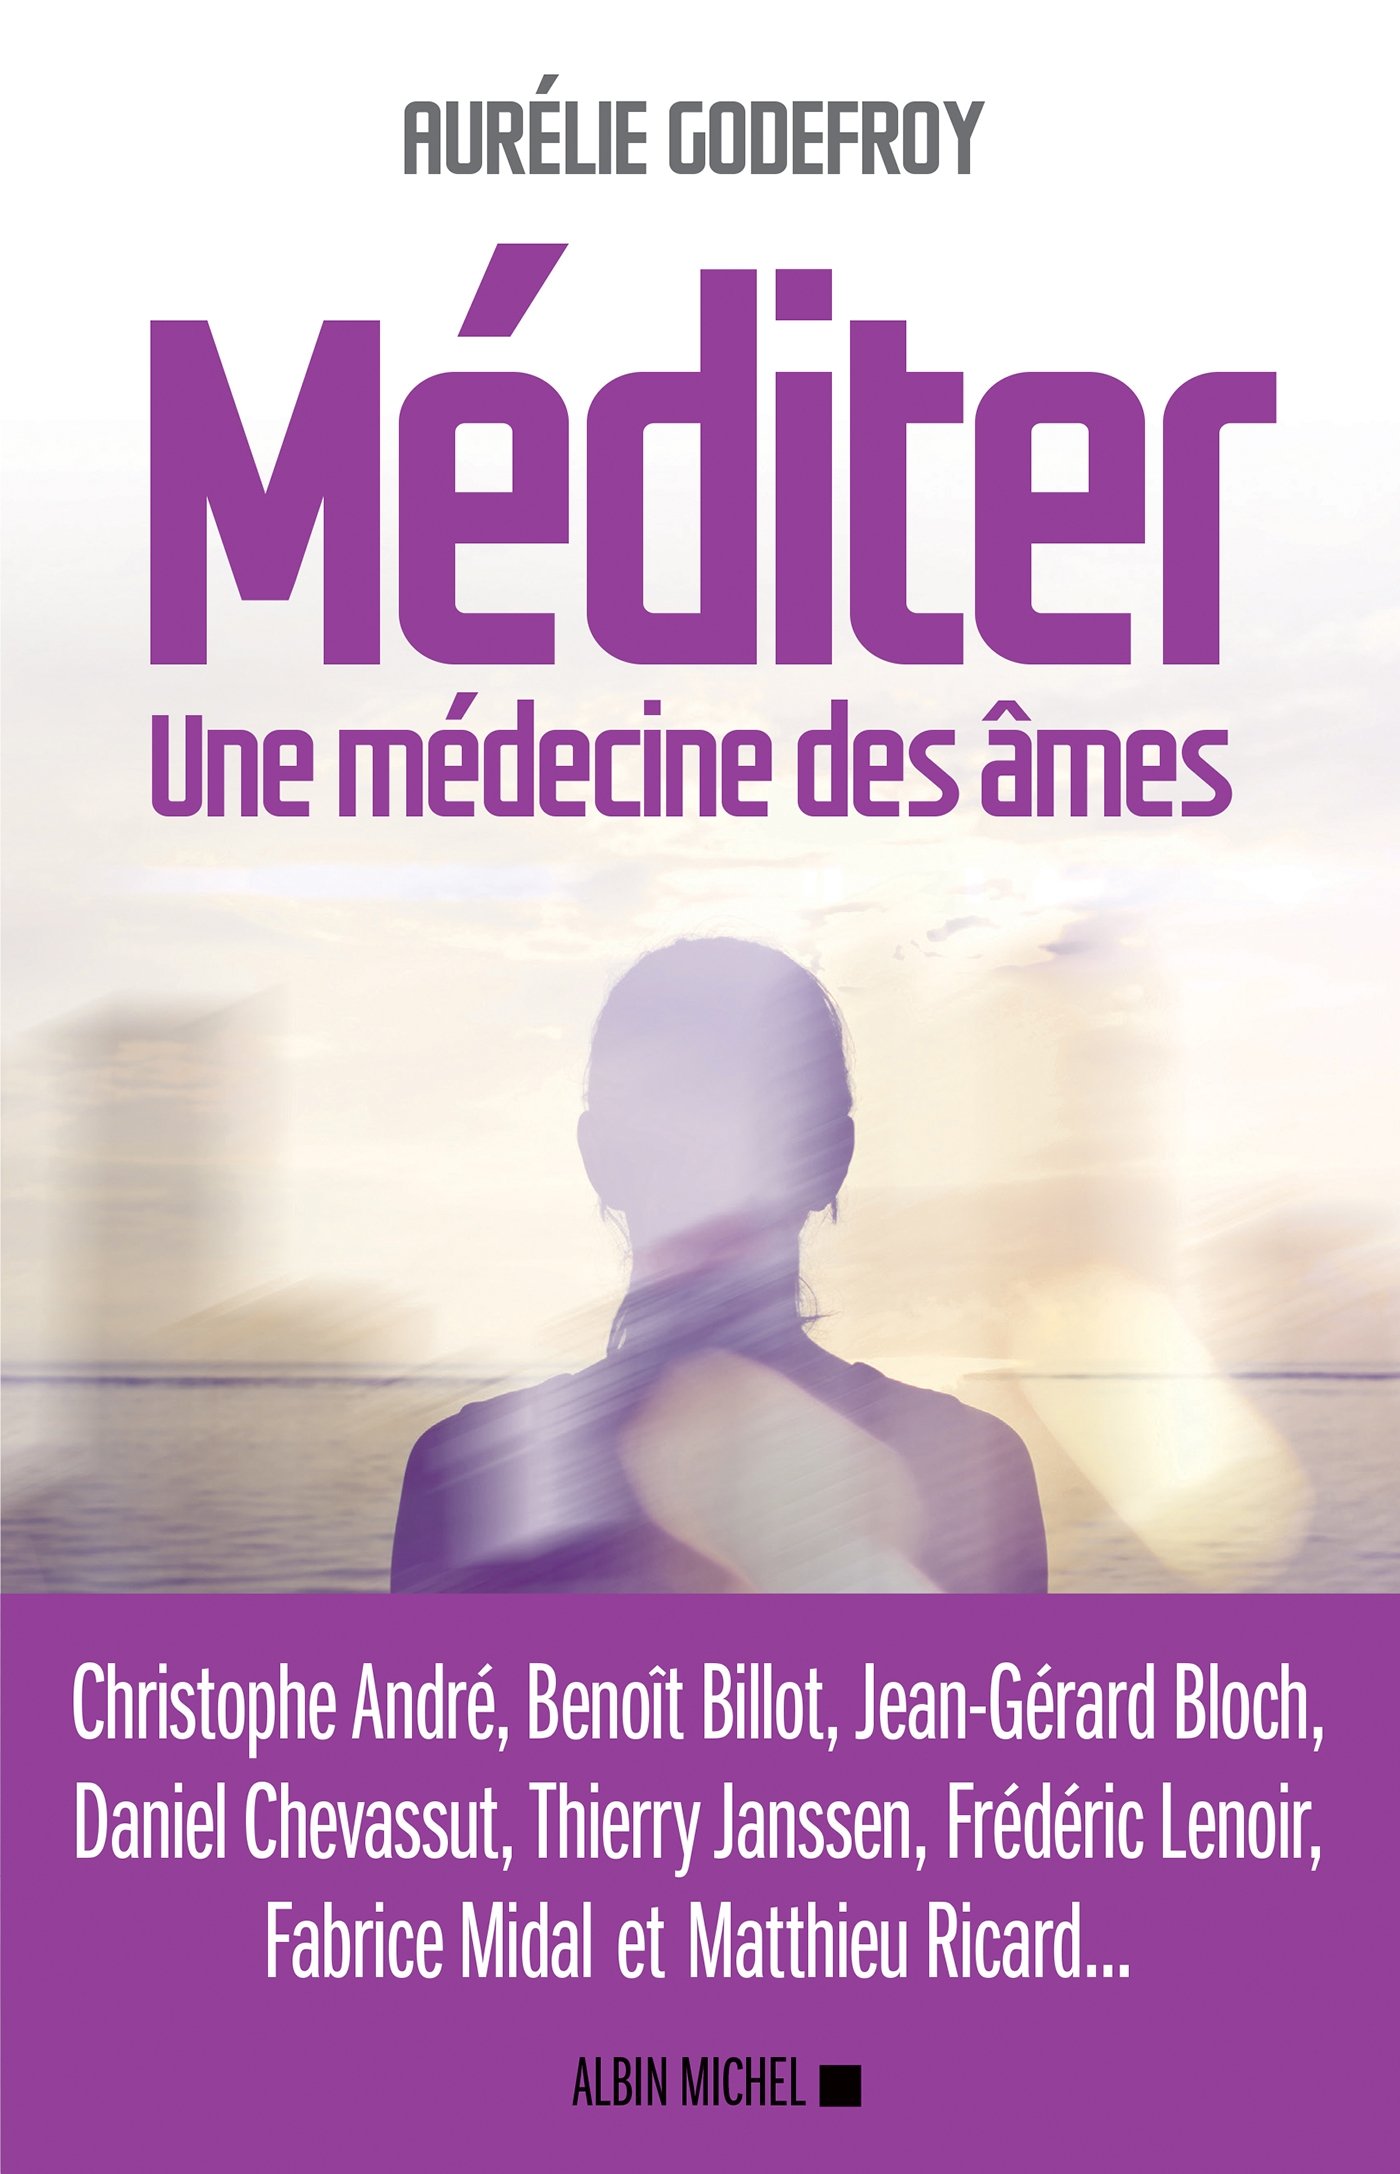 AURÉLIE GODEFROY
Méditer
Une médecine des âmes
Christophe André, Benoît Billot, Jean-Gérard Bloch,
Daniel Chevassut, Thierry Janssen, Frédéric Lenoir,
Fabrice Midal et Matthieu Ricard...
ALBIN MICHEL